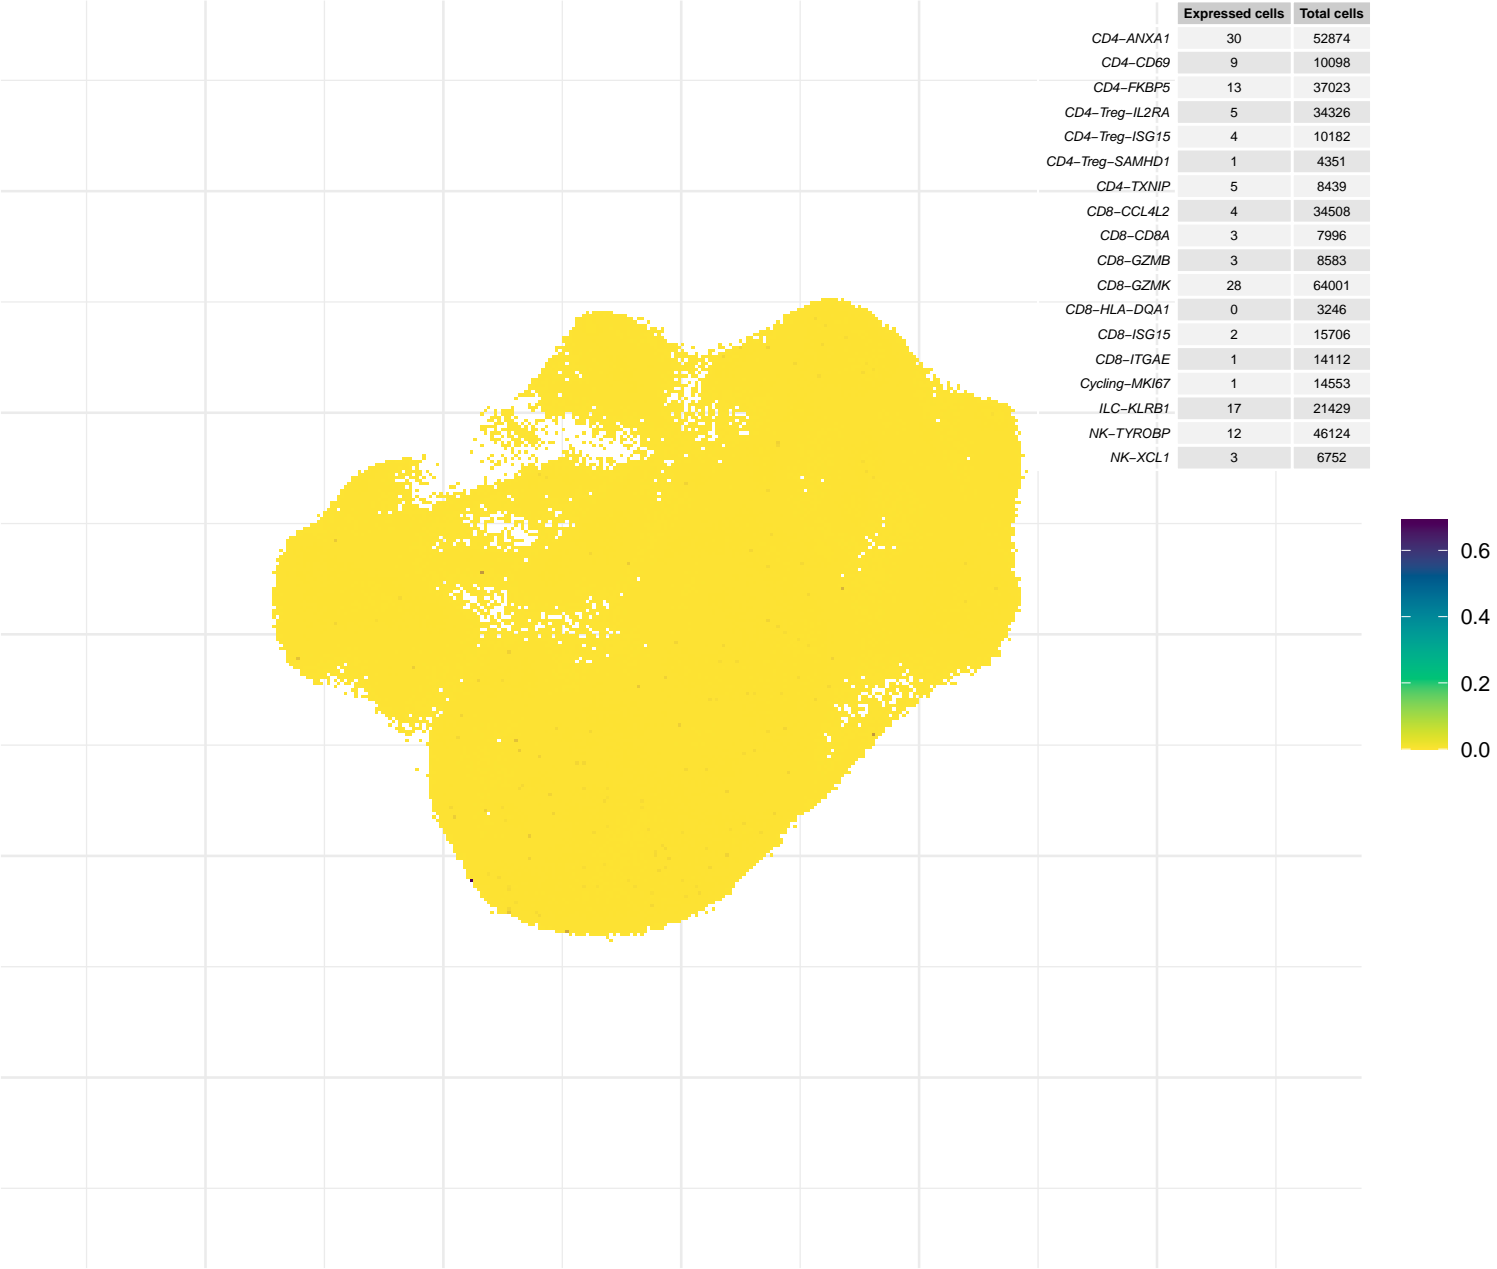 Expressed cells Total cells
CD4−ANXA1 30 52874
CD4−CD69 9 10098
CD4−FKBP5 13 37023
CD4−Treg−IL2RA 5 34326
CD4−Treg−ISG15 4 10182
CD4−Treg−SAMHD1 1 4351
CD4−TXNIP 5 8439
CD8−CCL4L2 4 34508
CD8−CD8A 3 7996
CD8−GZMB 3 8583
CD8−GZMK 28 64001
CD8−HLA−DQA1 0 3246
CD8−ISG15 2 15706
CD8−ITGAE 1 14112
Cycling−MKI67 1 14553
ILC−KLRB1 17 21429
NK−TYROBP 12 46124
NK−XCL1 3 6752
0.6
0.4
0.2
0.0